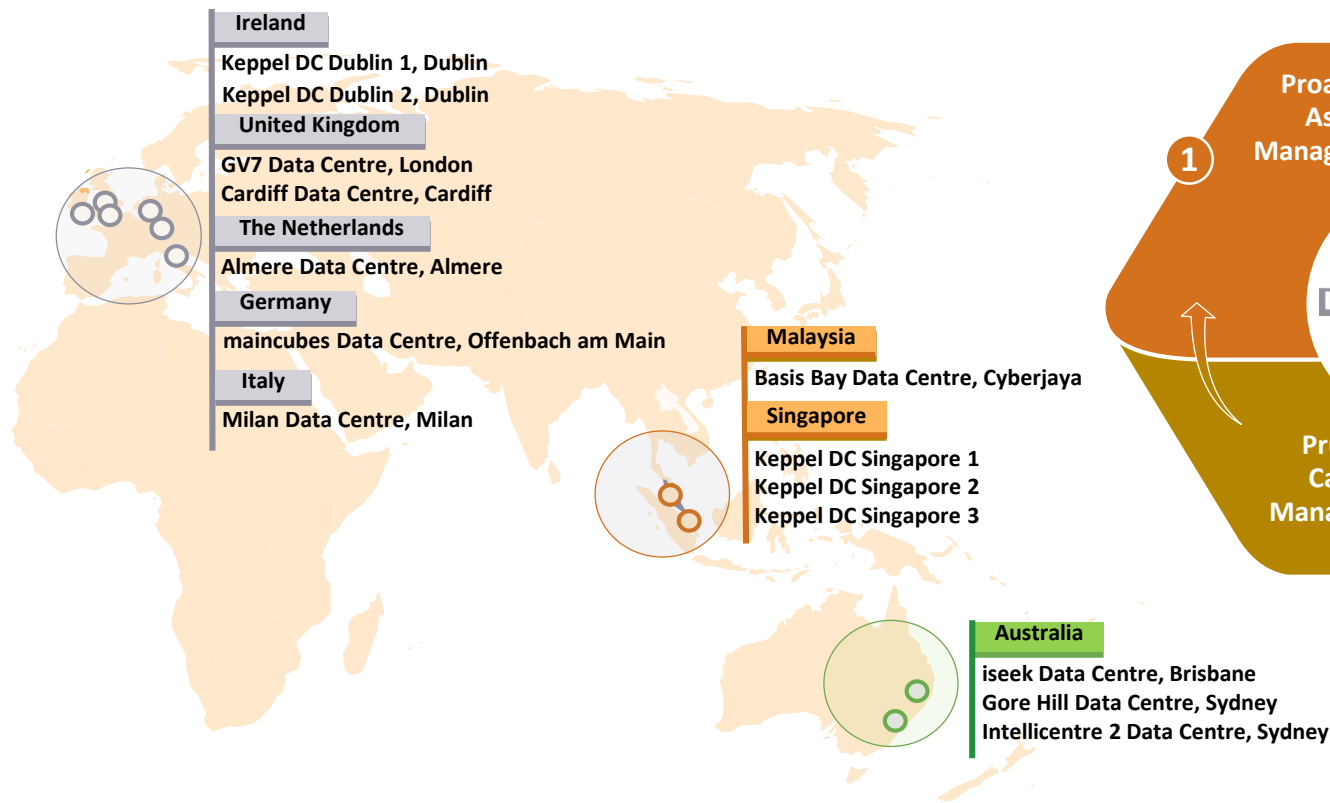 Ireland
Keppel DC Dublin 1, Dublin
Keppel DC Dublin 2, Dublin
United Kingdom
GV7 Data Centre, London
Cardiff Data Centre, Cardiff
The Netherlands
Almere Data Centre, Almere
Germany
maincubes Data Centre, Offenbach am Main
Italy
Milan Data Centre, Milan
Malaysia
Basis Bay Data Centre, Cyberjaya
Singapore
Keppel DC Singapore 1
Keppel DC Singapore 2
Keppel DC Singapore 3
Australia
iseek Data Centre, Brisbane
Gore Hill Data Centre, Sydney
Intellicentre 2 Data Centre, Sydney
1